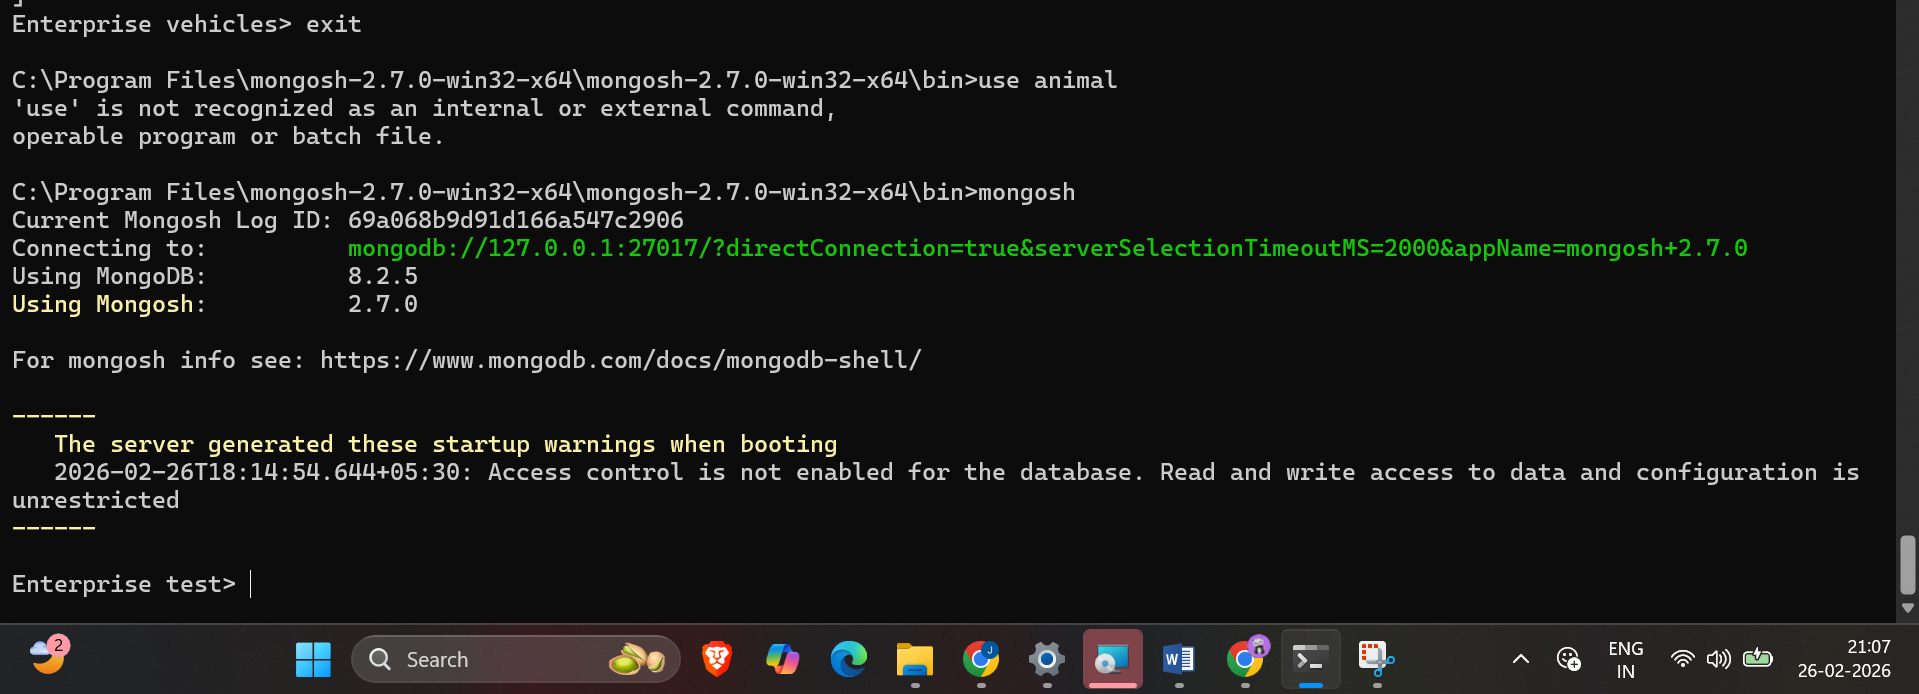 Enterprise vehicles> exit
C:\Program Files\mongosh-2.7.0-win32-x64\mongosh-2.7.0-win32-x64\bin>use animal
'use' is not recognized as an internal or external command,
operable program or batch file.
C:\Program Files\mongosh-2.7.0-win32-x64\mongosh-2.7.0-win32-x64\bin>mongosh
Current Mongosh Log ID: 69a068b9d91d166a547c2906
Connecting to: mongodb://127.0.0.1:27017/?directConnection=true&serverSelectionTimeoutMS=2000&appName=mongosh+2.7.0
Using MongoDB: 8.2.5
Using Mongosh: 2.7.0
For mongosh info see: https://www.mongodb.com/docs/mongodb-shell/
------
The server generated these startup warnings when booting
2026-02-26T18:14:54.644+05:30: Access control is not enabled for the database. Read and write access to data and configuration is
unrestricted
------
Enterprise test>
2
Search
J
W
ENG
IN
21:07
26-02-2026